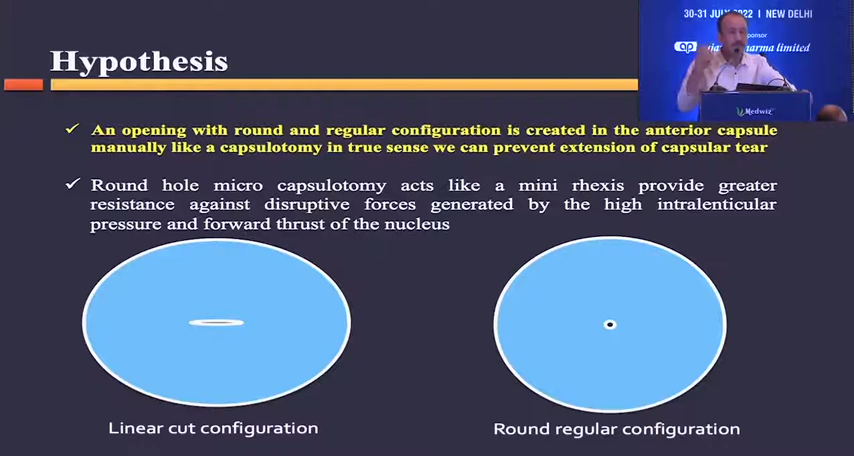 30-31 JULY 2022 I NEW DELHI
Hypothesis
ap Pharma limited
Medwiz
✓ An opening with round and regular configuration is created in the anterior capsule
manually like a capsulotomy in true sense we can prevent extension of capsular tear
✓ Round hole micro capsulotomy acts like a mini rhexis provide greater
resistance against disruptive forces generated by the high intralenticular
pressure and forward thrust of the nucleus
Linear cut configuration
Round regular configuration